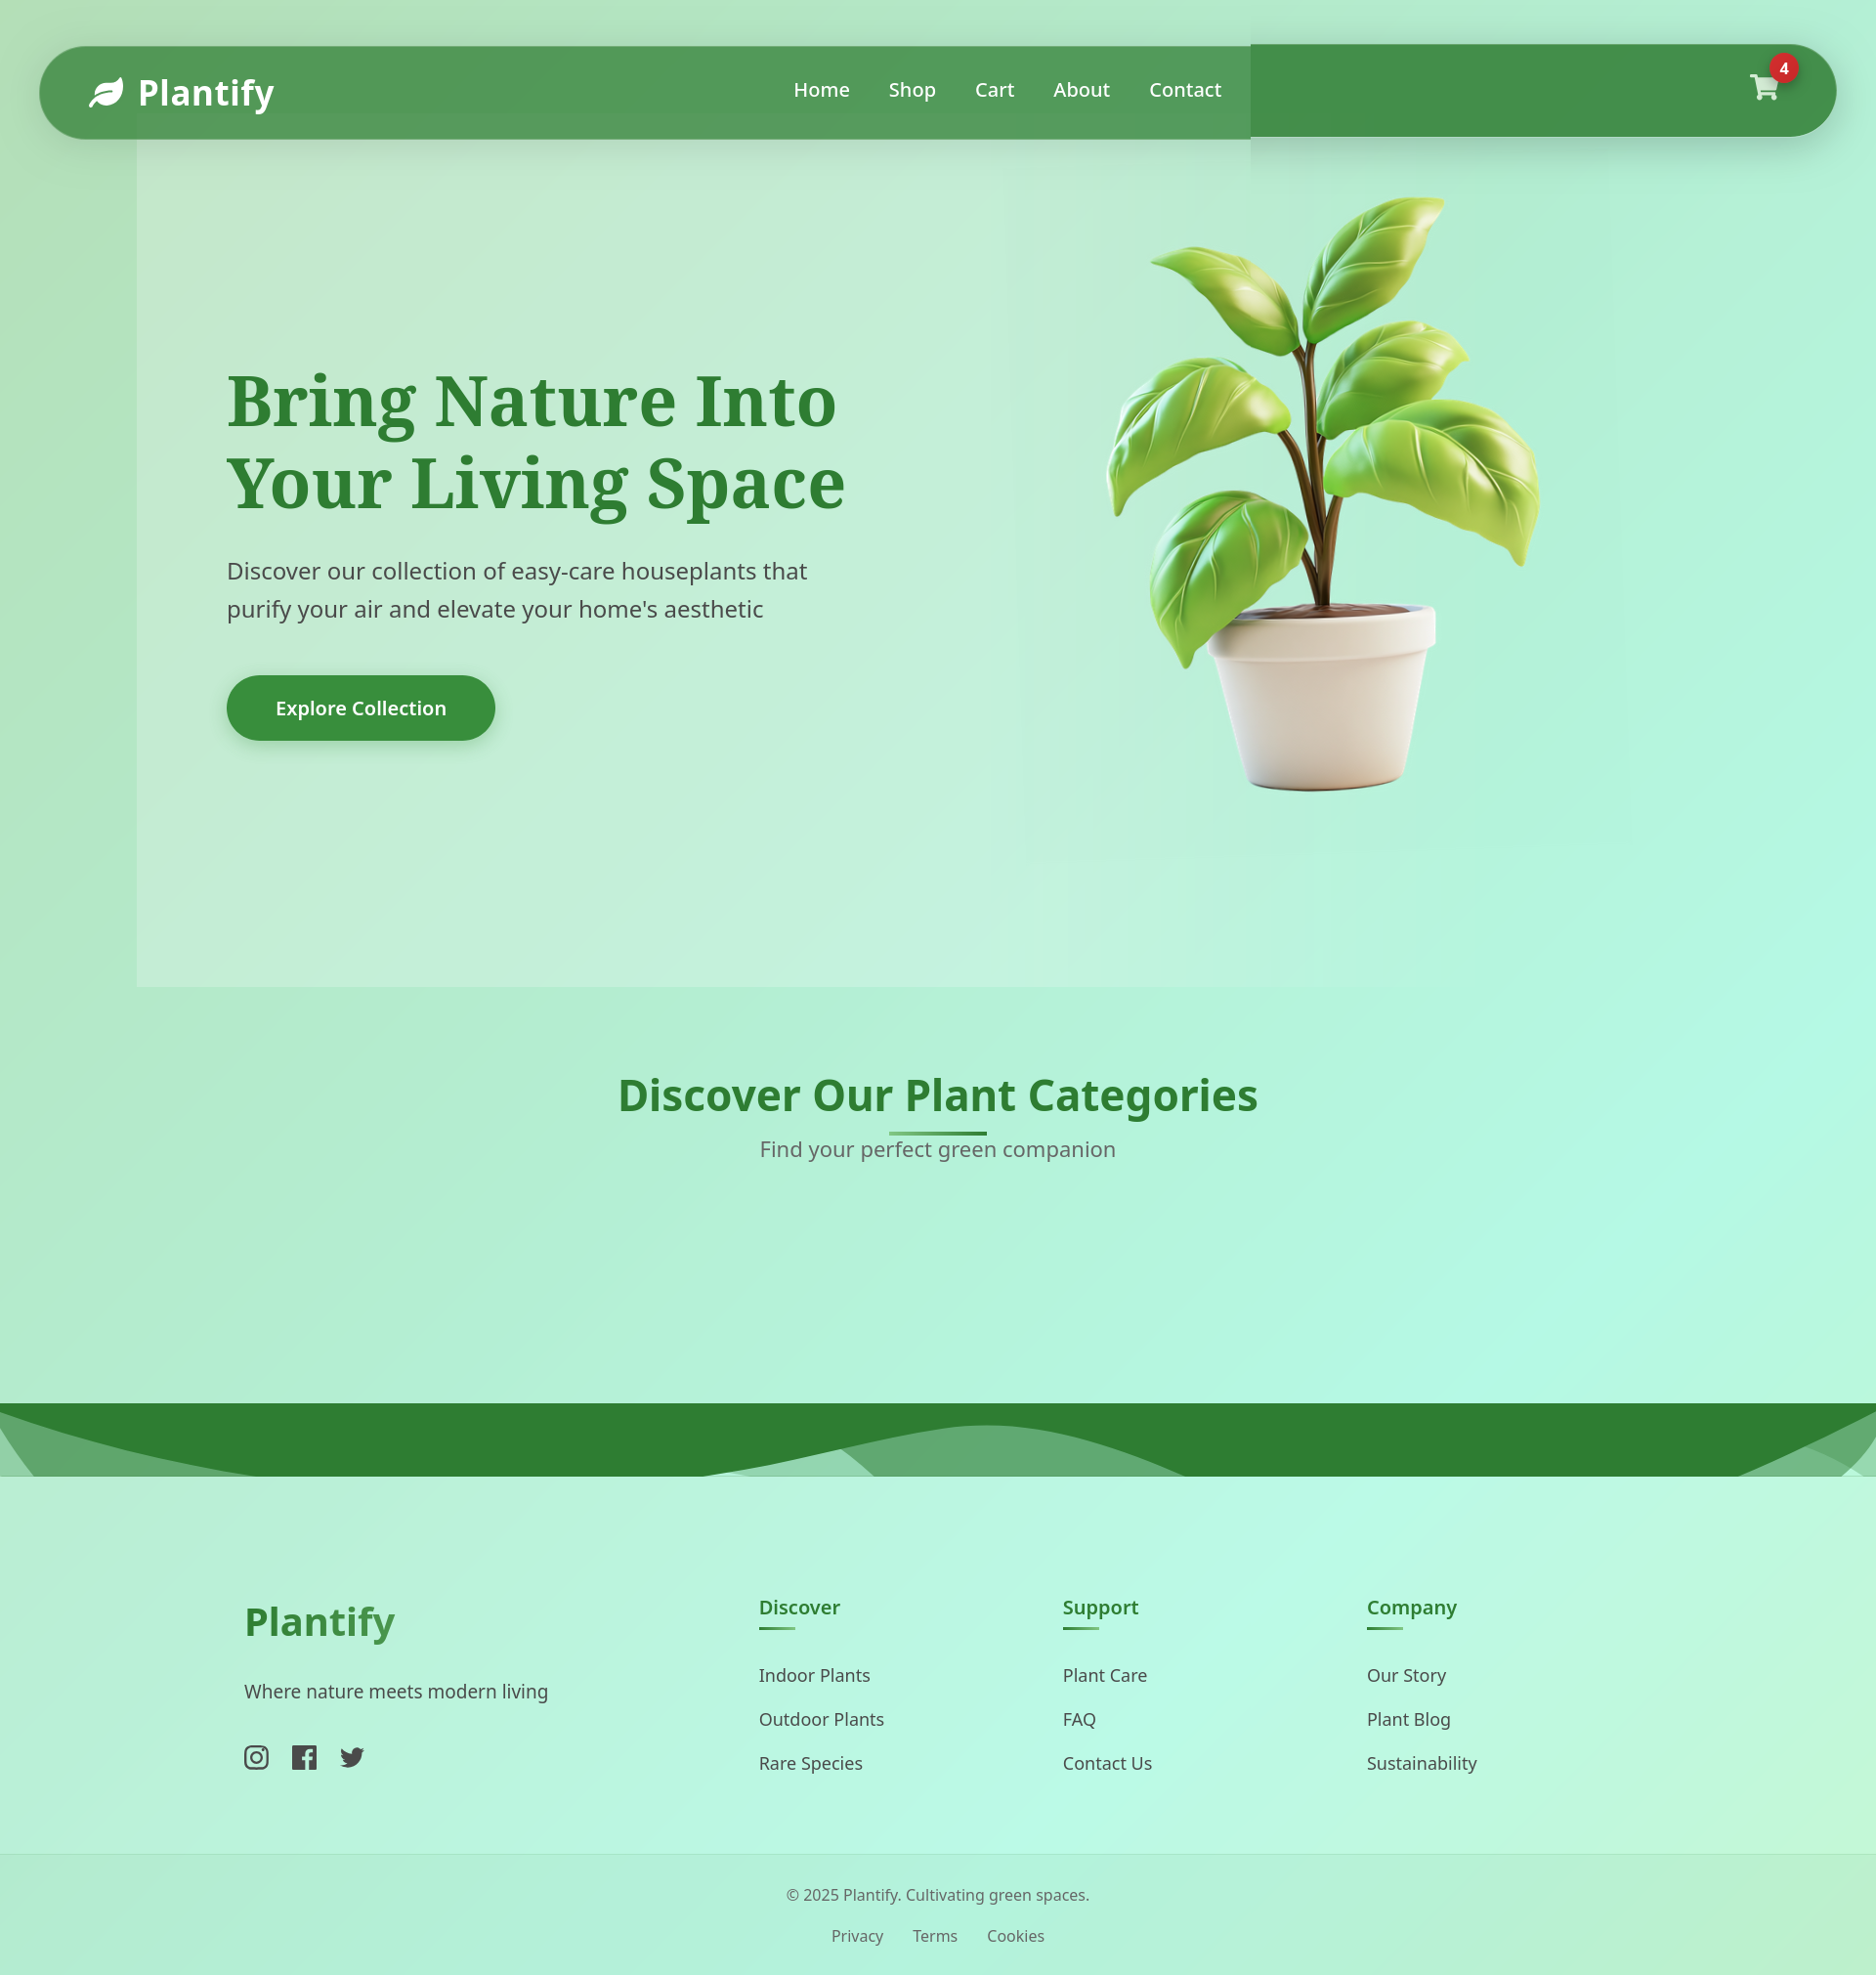 Plantify
Home Shop Cart About Contact
4
Bring Nature Into
Your Living Space
Discover our collection of easy-care houseplants that
purify your air and elevate your home's aesthetic
Explore Collection
Discover Our Plant Categories
Find your perfect green companion
Plantify
Where nature meets modern living
Discover
Indoor Plants
Outdoor Plants
Rare Species
Support
Plant Care
FAQ
Contact Us
Company
Our Story
Plant Blog
Sustainability
© 2025 Plantify. Cultivating green spaces.
Privacy Terms Cookies